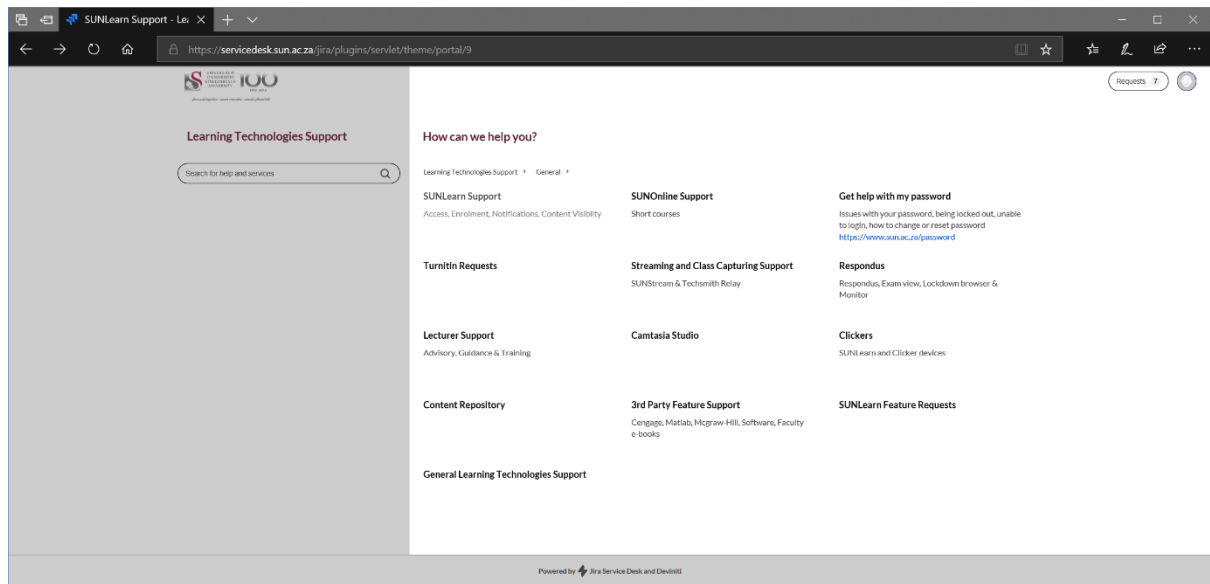 SUNLearn Support - Lea
https://servicedesk.sun.ac.za/jira/plugins/servlet/theme/portal/9
100
Requests 7
Learning Technologies Support
Search for help and services
How can we help you?
Learning Technologies Support General
SUNLearn Support
Access, Enrolment, Notifications, Content Visiblity
SUNOnline Support
Short courses
Get help with my password
Issues with your password, being locked out, unable
to login, how to change or reset password
https://www.sun.ac.za/password
Turnitin Requests
Streaming and Class Capturing Support
SUNStream & Techsmith Relay
Respondus
Respondus, Exam view, Lockdown browser &
Monitor
Lecturer Support
Advisory, Guidance & Training
Camtasia Studio
Clickers
SUNLearn and Clicker devices
Content Repository
3rd Party Feature Support
Cengage, Matlab, Mcgraw-Hill, Software, Faculty
e-books
SUNLearn Feature Requests
General Learning Technologies Support
Powered by Jira Service Desk and Deviniti